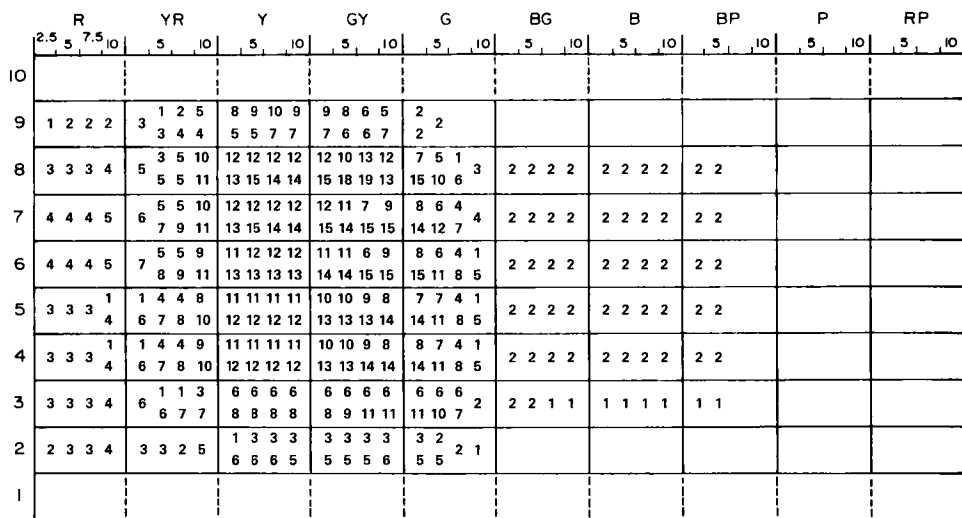 R YR Y GY G BG B BP P RP
2.5 5 7.5 10 5 10 5 10 5 10 5 10 5 10 5 10 5 10 5 10 5 10
10
1 2 5 8 9 10 9 9 8 6 5 2
9 1 2 2 2 3 2
3 4 4 5 5 7 7 7 6 6 7 2
3 5 10 12 12 12 12 12 10 13 12 7 5 1
8 3 3 3 4 5 3 2 2 2 2 2 2 2 2 2 2
5 5 11 13 15 14 14 15 18 19 13 15 10 6
5 5 10 12 12 12 12 12 11 7 9 8 6 4
7 4 4 4 5 6 4 2 2 2 2 2 2 2 2 2 2
7 9 11 13 15 14 14 15 14 15 15 14 12 7
5 5 9 11 12 12 12 11 11 6 9 8 6 4 1
6 4 4 4 5 7 2 2 2 2 2 2 2 2 2 2
8 9 11 13 13 13 13 14 14 15 15 15 11 8 5
1 1 4 4 8 11 11 11 11 10 10 9 8 7 7 4 1
5 3 3 3 2 2 2 2 2 2 2 2 2 2
4 6 7 8 10 12 12 12 12 13 13 13 14 14 11 8 5
1 1 4 4 9 11 11 11 11 10 10 9 8 8 7 4 1
4 3 3 3 2 2 2 2 2 2 2 2 2 2
4 6 7 8 10 12 12 12 12 13 13 14 14 14 11 8 5
1 1 3 6 6 6 6 6 6 6 6 6 6 6
3 3 3 3 4 6 2 2 2 1 1 1 1 1 1 1 1
6 7 7 8 8 8 8 8 9 11 11 11 10 7
1 3 3 3 3 3 3 3 3 2
2 2 3 3 4 3 3 2 5 2 1
6 6 6 5 5 5 5 6 5 5
1